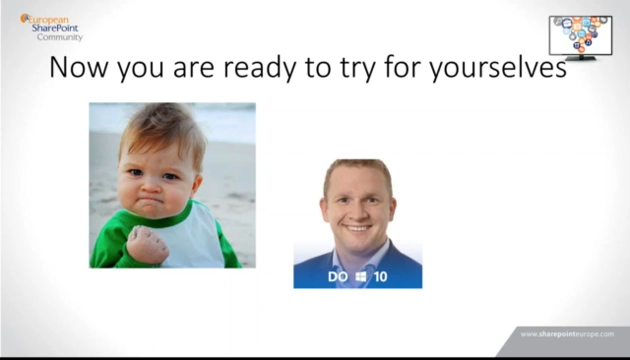 European
SharePoint
Community
Now you are ready to try for yourselves
DO 10
www.sharepointeurope.com